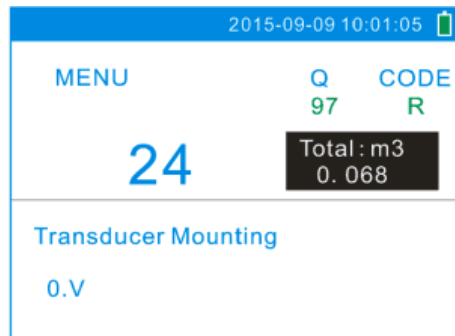 2015-09-09 10:01:05
MENU Q CODE
97 R
24
Total: m3
0. 068
Transducer Mounting
0.V